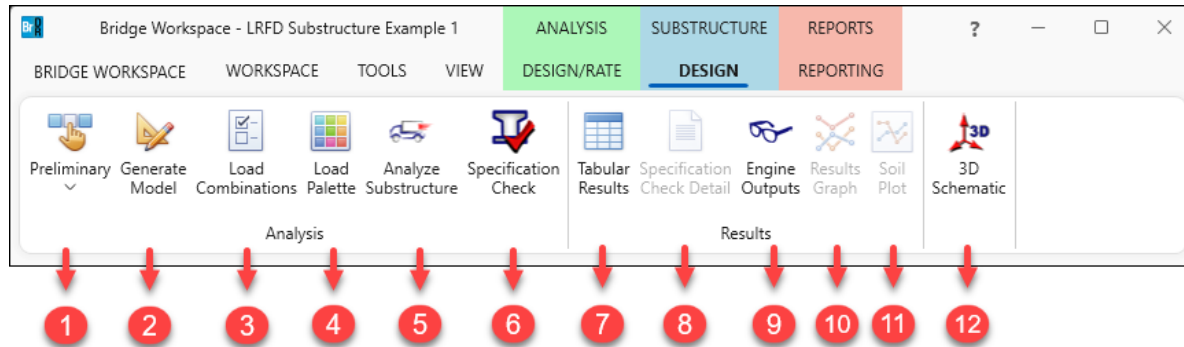 BrDR Bridge Workspace - LRFD Substructure Example 1 ANALYSIS SUBSTRUCTURE REPORTS ?
BRIDGE WORKSPACE WORKSPACE TOOLS VIEW DESIGN/RATE DESIGN REPORTING
Preliminary Generate Load Load Analyze Specification Tabular Specification Engine Results Soil 3D 3D
Model Combinations Palette Substructure Check Results Check Detail Outputs Graph Plot Schematic
Analysis Results
1 2 3 4 5 6 7 8 9 10 11 12